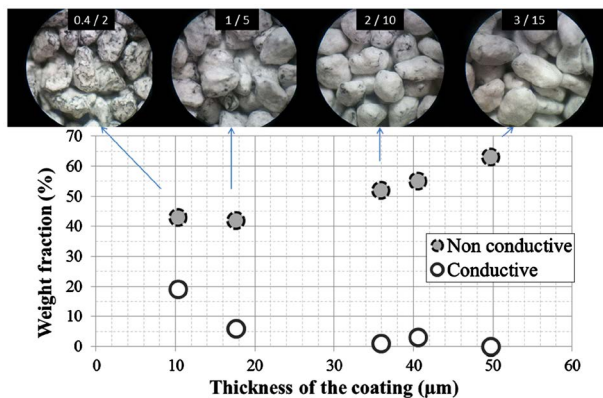 0.4 / 2
1 / 5
2 / 10
3 / 15
Weight fraction (%)
70
60
50
40
30
20
10
0
Non conductive
Conductive
0 10 20 30 40 50 60
Thickness of the coating (µm)